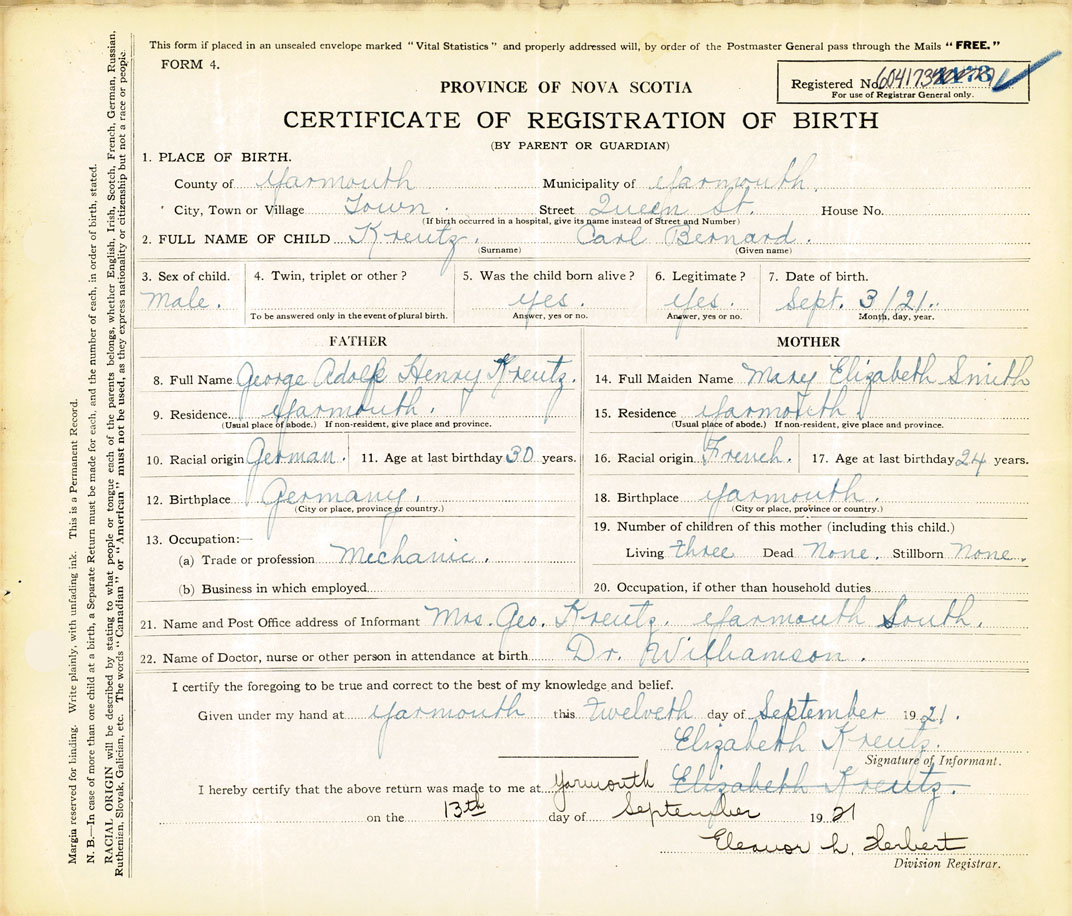 This form if placed in an unsealed envelope marked "Vital Statistics" and properly addressed will, by order of the Postmaster General pass through the Mails "FREE."
FORM 4.
Registered No.
For use of Registrar General only.
PROVINCE OF NOVA SCOTIA
CERTIFICATE OF REGISTRATION OF BIRTH
(BY PARENT OR GUARDIAN)
1. PLACE OF BIRTH.
County of Yarmouth Municipality of Yarmouth.
City, Town or Village Town. Street Queen St. House No.
(If birth occurred in a hospital, give its name instead of Street and Number)
2. FULL NAME OF CHILD Kreutz, Carl Bernard.
(Surname) (Given name)
3. Sex of child. 4. Twin, triplet or other? 5. Was the child born alive? 6. Legitimate? 7. Date of birth.
Male. yes. yes. Sept. 3/21.
To be answered only in the event of plural birth. Answer, yes or no. Answer, yes or no. Month, day, year.
FATHER MOTHER
8. Full Name George Adolf Henry Kreutz. 14. Full Maiden Name Mary Elizabeth Smith
9. Residence Yarmouth. 15. Residence Yarmouth.
(Usual place of abode.) If non-resident, give place and province. (Usual place of abode.) If non-resident, give place and province.
10. Racial origin German. 11. Age at last birthday 30 years. 16. Racial origin French. 17. Age at last birthday 24 years.
12. Birthplace Germany. 18. Birthplace Yarmouth.
(City or place, province or country.) (City or place, province or country.)
19. Number of children of this mother (including this child.)
13. Occupation:—
(a) Trade or profession Mechanic. Living three Dead None. Stillborn None.
(b) Business in which employed 20. Occupation, if other than household duties
21. Name and Post Office address of Informant Mrs. Geo. Kreutz. Yarmouth South.
22. Name of Doctor, nurse or other person in attendance at birth Dr. Williamson.
I certify the foregoing to be true and correct to the best of my knowledge and belief.
Given under my hand at Yarmouth this twelveth day of September 1921.
Elizabeth Kreutz.
Signature of Informant.
I hereby certify that the above return was made to me at Yarmouth Elizabeth Kreutz.
on the 13th day of September 1921
Eleanor L. Herbert
Division Registrar.
Margin reserved for binding. Write plainly, with unfading ink. This is a Permanent Record.
N. B.—In case of more than one child at a birth, a Separate Return must be made for each, and the number of each, in order of birth, stated.
RACIAL ORIGIN will be described by stating to what people or tongue each of the parents belongs, whether English, Irish, Scotch, French, German, Russian,
Ruthenian, Slovak, Galician, etc. The words "Canadian" or "American" must not be used, as they express nationality or citizenship but not a race or people.